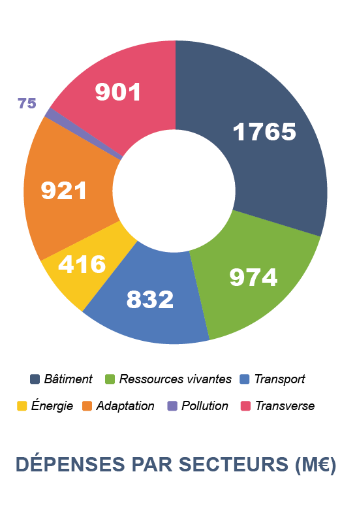 901
75
1765
921
416
974
832
Bâtiment Ressources vivantes Transport
Énergie Adaptation Pollution Transverse
DÉPENSES PAR SECTEURS (M€)